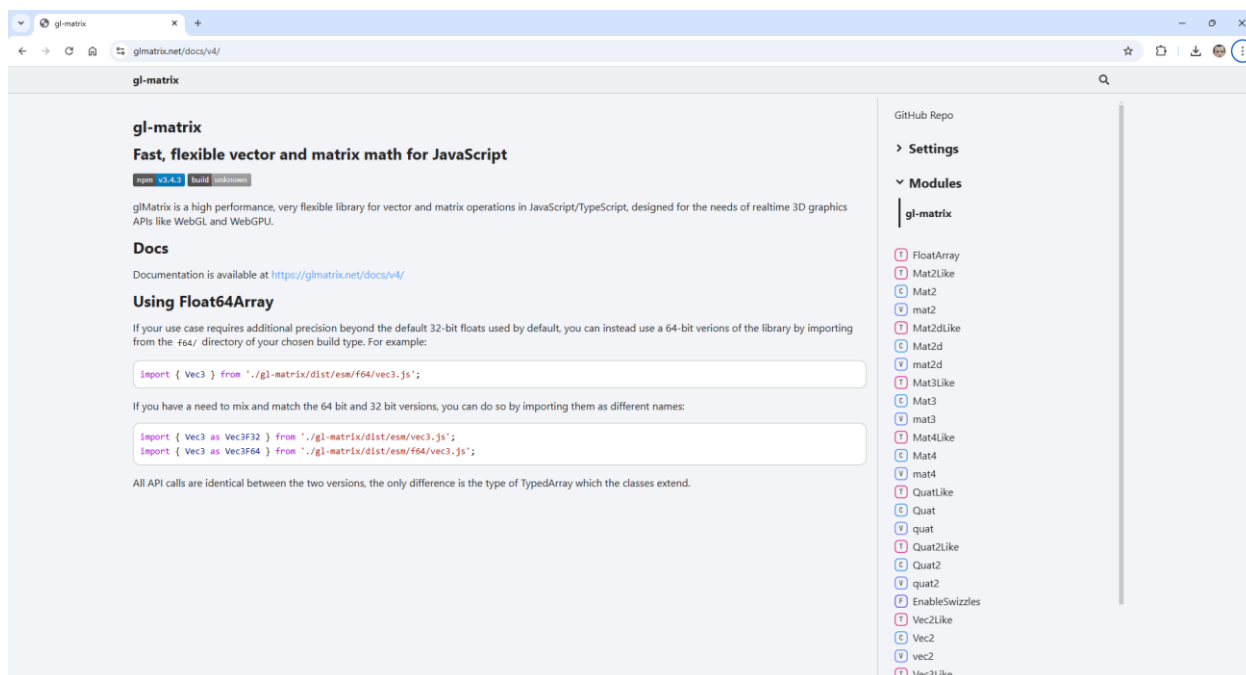 gl-matrix
glmatrix.net/docs/v4/
gl-matrix
gl-matrix
Fast, flexible vector and matrix math for JavaScript
npm v3.4.3 build unknown
glMatrix is a high performance, very flexible library for vector and matrix operations in JavaScript/TypeScript, designed for the needs of realtime 3D graphics
APIs like WebGL and WebGPU.
Docs
Documentation is available at https://glmatrix.net/docs/v4/
Using Float64Array
If your use case requires additional precision beyond the default 32-bit floats used by default, you can instead use a 64-bit verions of the library by importing
from the f64/ directory of your chosen build type. For example:
import { Vec3 } from './gl-matrix/dist/esm/f64/vec3.js';
If you have a need to mix and match the 64 bit and 32 bit versions, you can do so by importing them as different names:
import { Vec3 as Vec3F32 } from './gl-matrix/dist/esm/vec3.js';
import { Vec3 as Vec3F64 } from './gl-matrix/dist/esm/f64/vec3.js';
All API calls are identical between the two versions, the only difference is the type of TypedArray which the classes extend.
GitHub Repo
Settings
Modules
gl-matrix
T FloatArray
T Mat2Like
C Mat2
V mat2
T Mat2dLike
C Mat2d
V mat2d
T Mat3Like
C Mat3
V mat3
T Mat4Like
C Mat4
V mat4
T QuatLike
C Quat
V quat
T Quat2Like
C Quat2
V quat2
F EnableSwizzles
T Vec2Like
C Vec2
V vec2
T Vec3Like